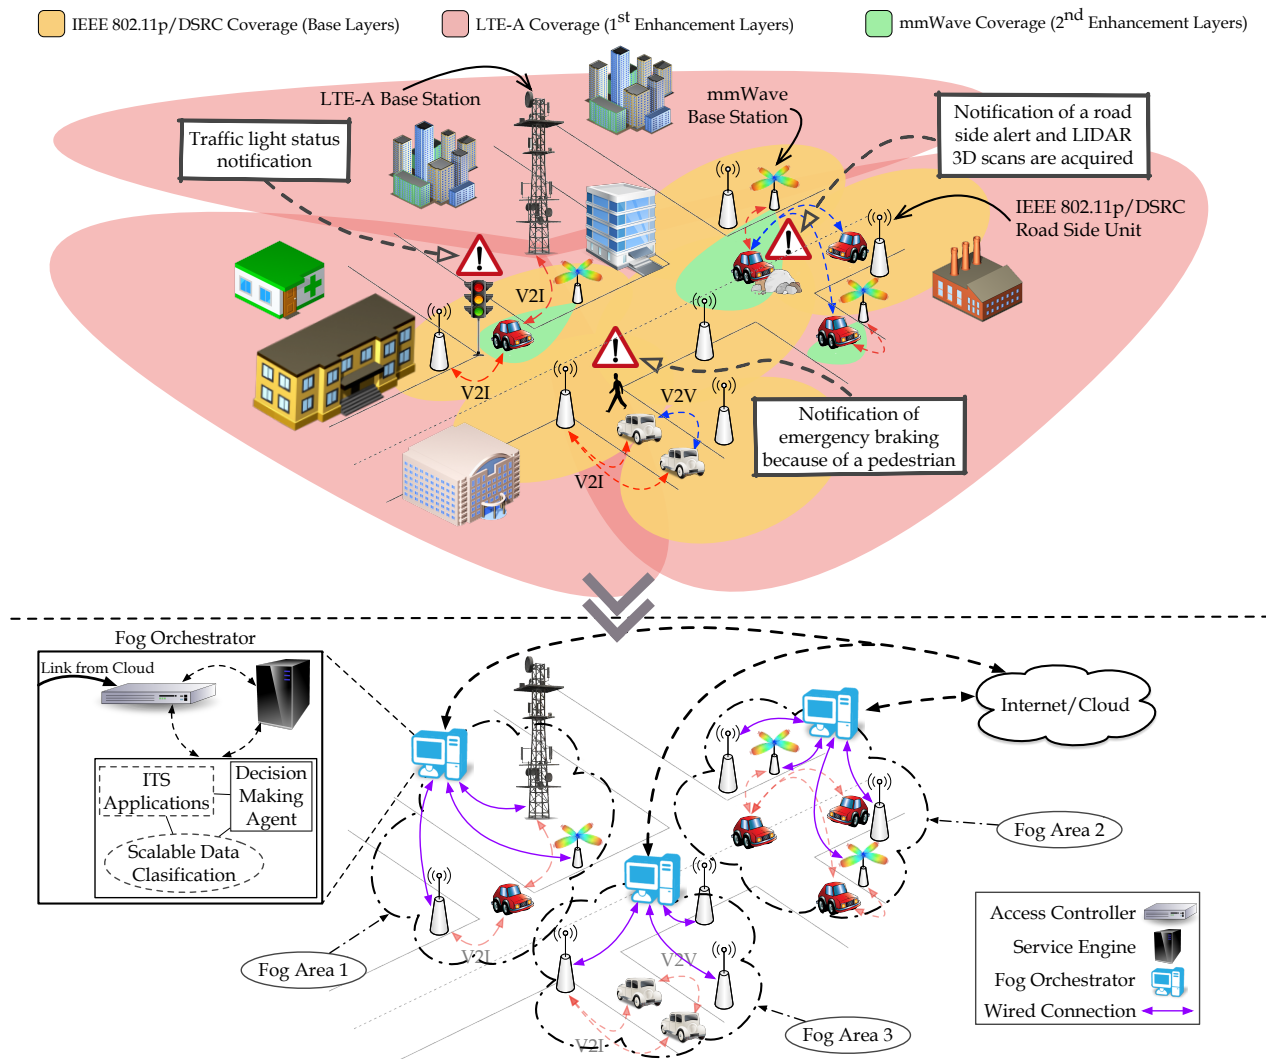 IEEE 802.11p/DSRC Coverage (Base Layers)
LTE-A Coverage (1st Enhancement Layers)
mmWave Coverage (2nd Enhancement Layers)
LTE-A Base Station
mmWave
Base Station
Notification of a road
side alert and LIDAR
3D scans are acquired
Traffic light status
notification
IEEE 802.11p/DSRC
Road Side Unit
V2I
V2I
V2V
Notification of
emergency braking
because of a pedestrian
V2I
Fog Orchestrator
Link from Cloud
ITS
Applications
Decision
Making
Agent
Scalable Data
Clasification
Internet/Cloud
Fog Area 2
Fog Area 1
V2I
V2V
V2I
Fog Area 3
Access Controller
Service Engine
Fog Orchestrator
Wired Connection